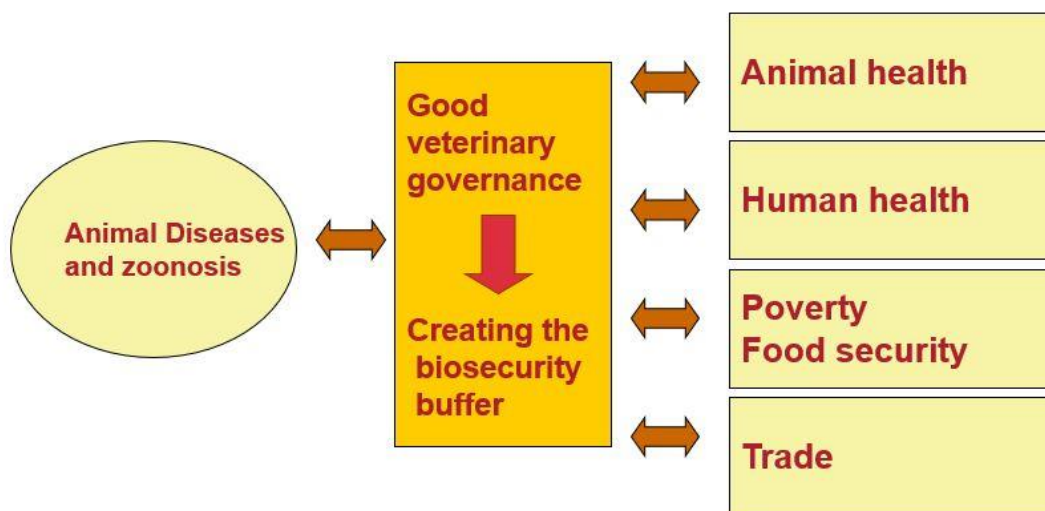 Animal Diseases
and zoonosis
Good
veterinary
governance
Creating the
biosecurity
buffer
Animal health
Human health
Poverty
Food security
Trade